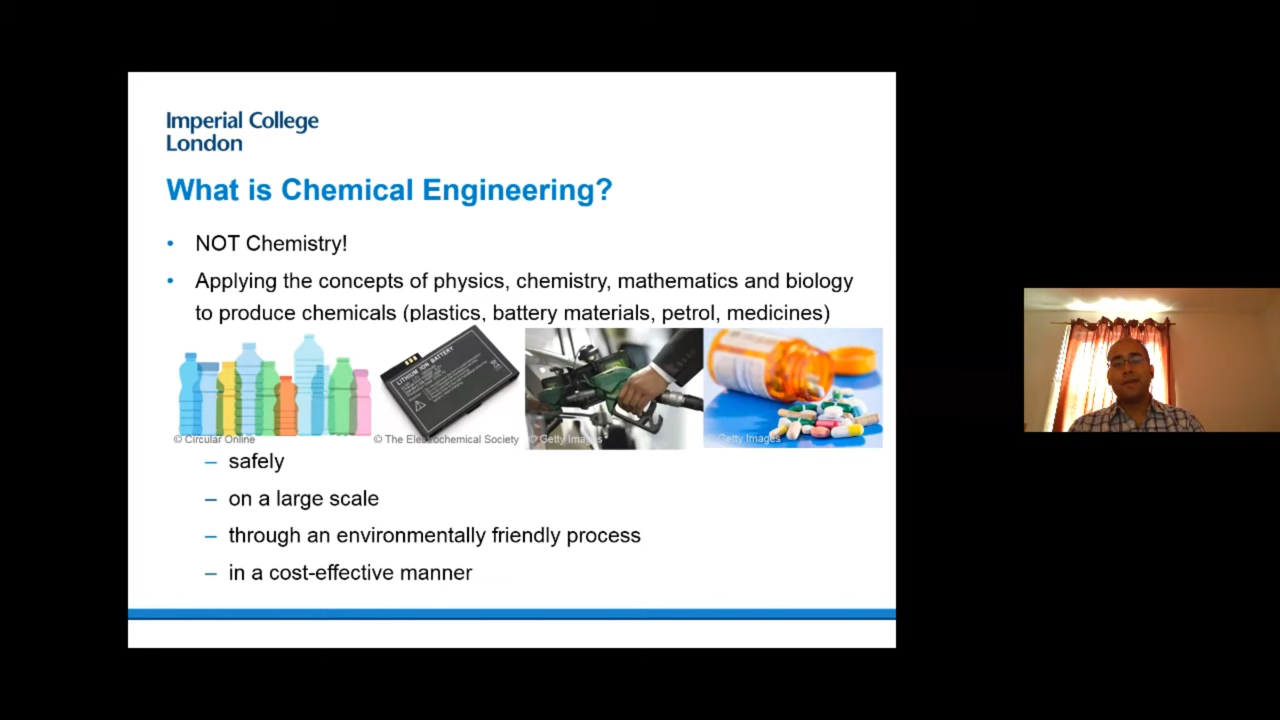 Imperial College
London
What is Chemical Engineering?
• NOT Chemistry!
• Applying the concepts of physics, chemistry, mathematics and biology
to produce chemicals (plastics, battery materials, petrol, medicines)
LITHIUM ION BATTERY
© Circular Online
© The Electrochemical Society
© Getty Images
Getty Images
– safely
– on a large scale
– through an environmentally friendly process
– in a cost-effective manner